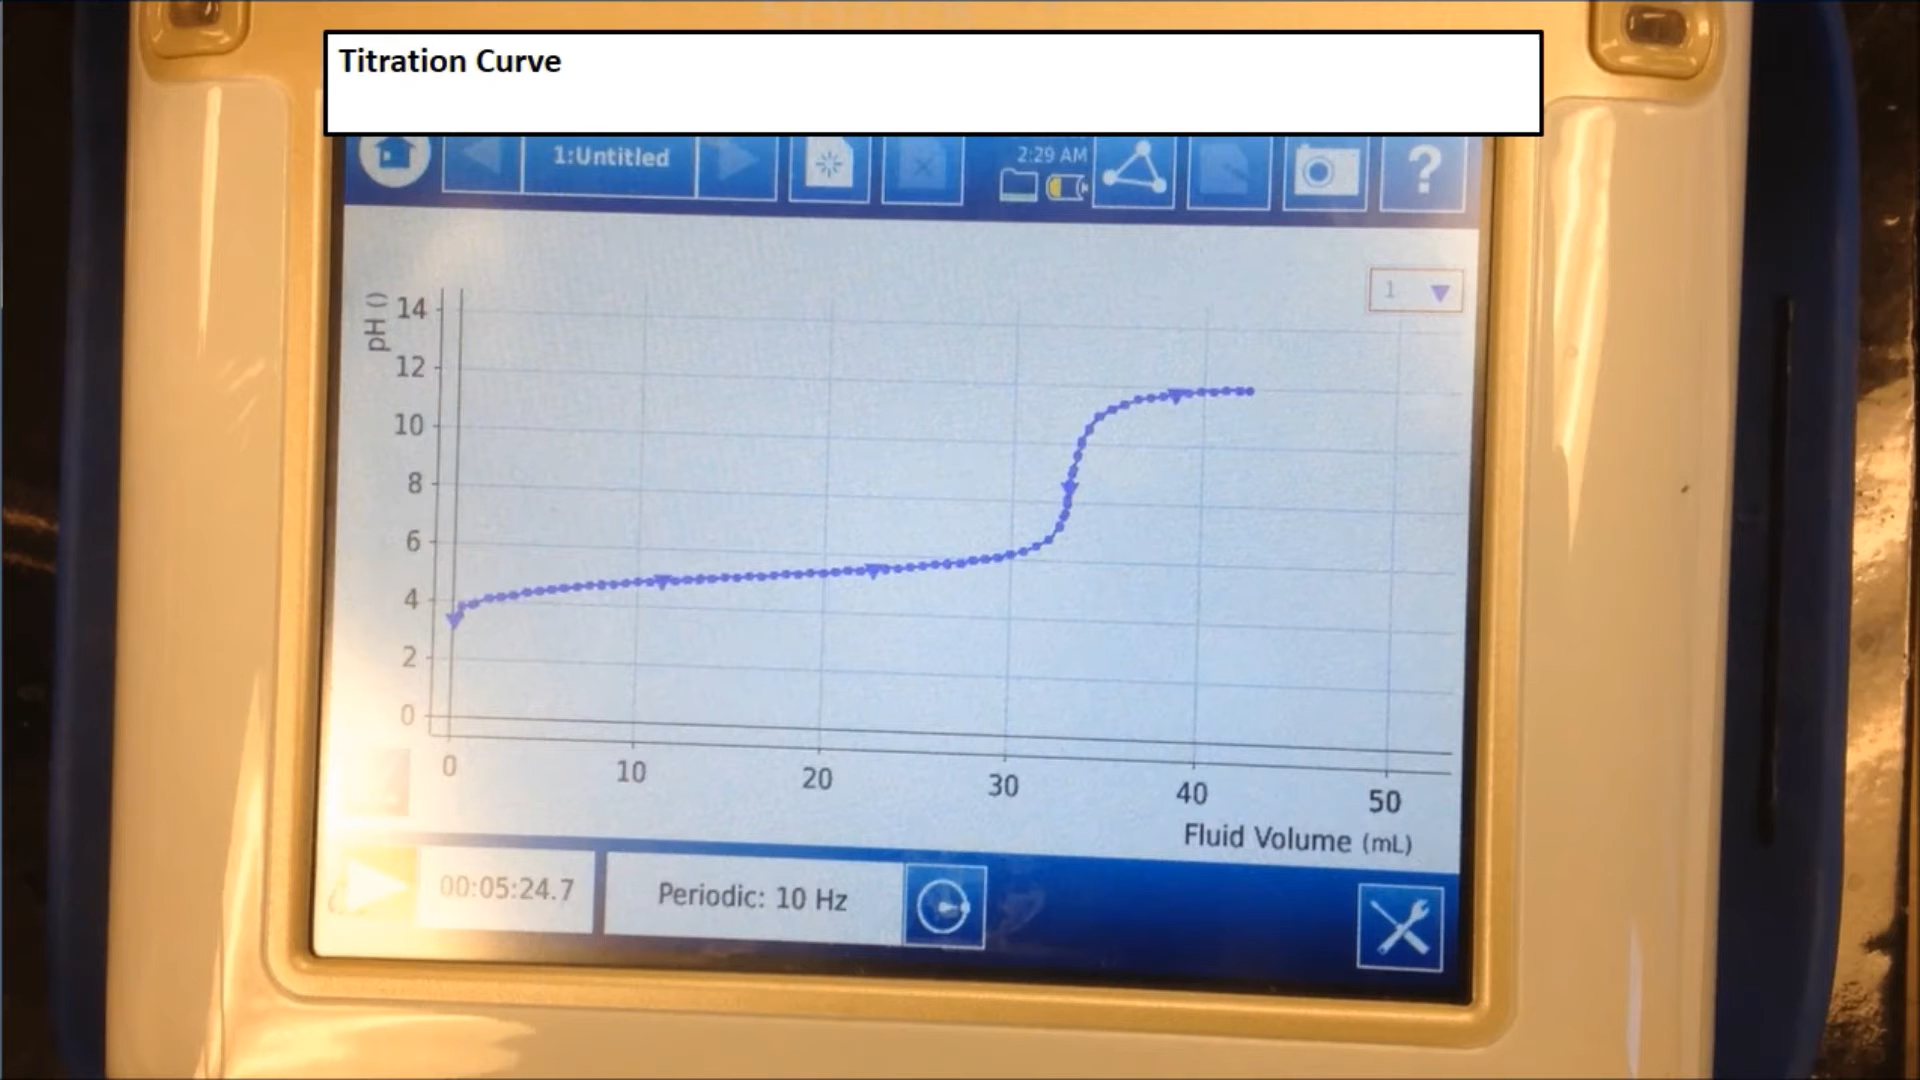 Titration Curve
1:Untitled
2:29 AM
?
1
pH ()
14
12
10
8
6
4
2
0
0
10
20
30
40
50
Fluid Volume (mL)
00:05:24.7
Periodic: 10 Hz